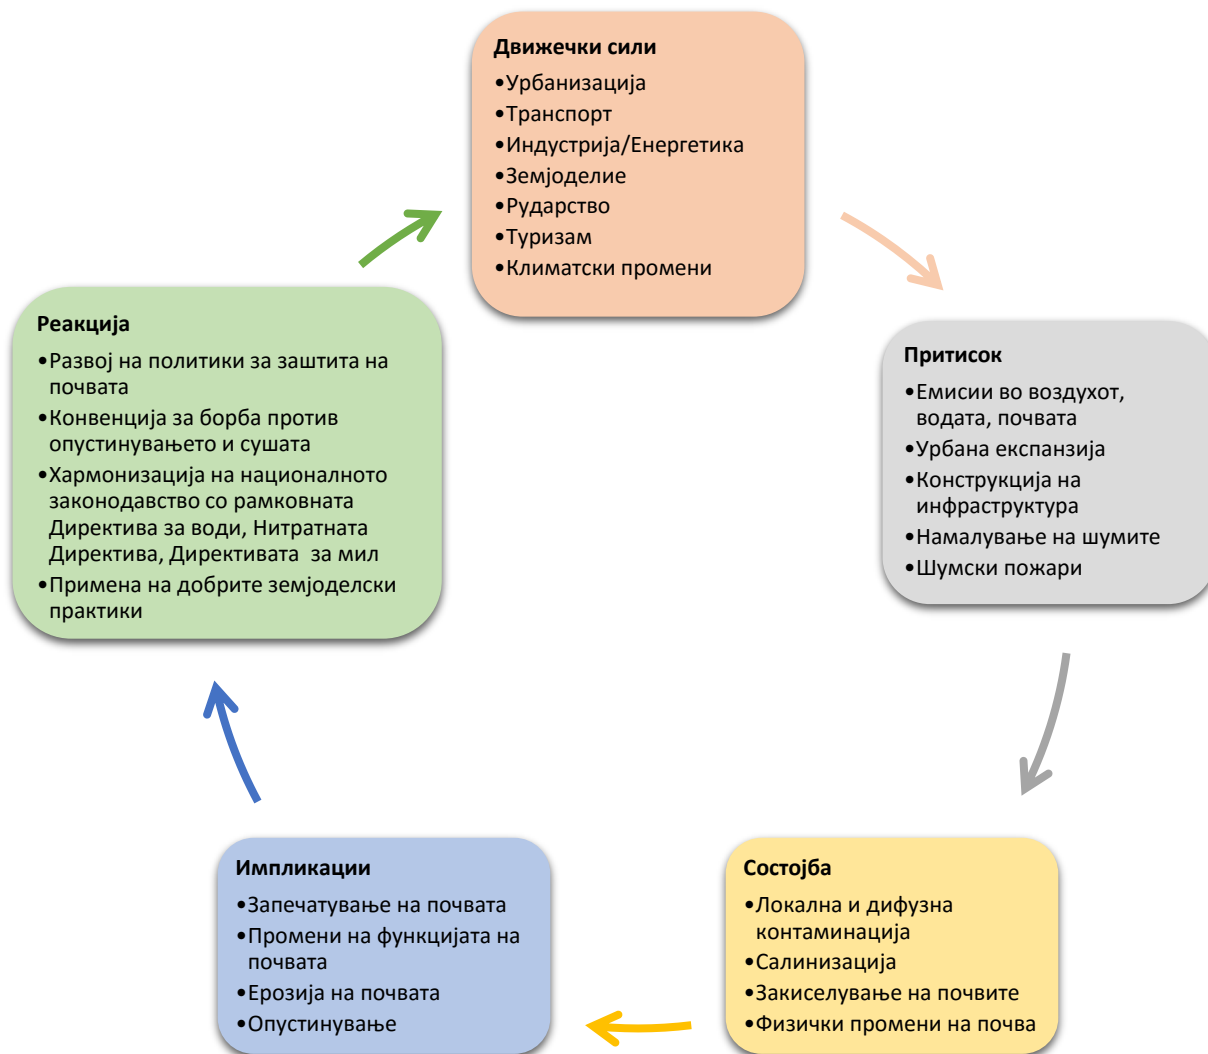 Движечки сили
•Урбанизација
•Транспорт
•Индустрија/Енергетика
•Земјоделие
•Рударство
•Туризам
•Климатски промени
Притисок
•Емисии во воздухот,
водата, почвата
•Урбана експанзија
•Конструкција на
инфраструктура
•Намалување на шумите
•Шумски пожари
Состојба
•Локална и дифузна
контаминација
•Салинизација
•Закиселување на почвите
•Физички промени на почва
Импликации
•Запечатување на почвата
•Промени на функцијата на
почвата
•Ерозија на почвата
•Опустинување
Реакција
•Развој на политики за заштита на
почвата
•Конвенција за борба против
опустинувањето и сушата
•Хармонизација на националното
законодавство со рамковната
Директива за води, Нитратната
Директива, Директивата за мил
•Примена на добрите земјоделски
практики